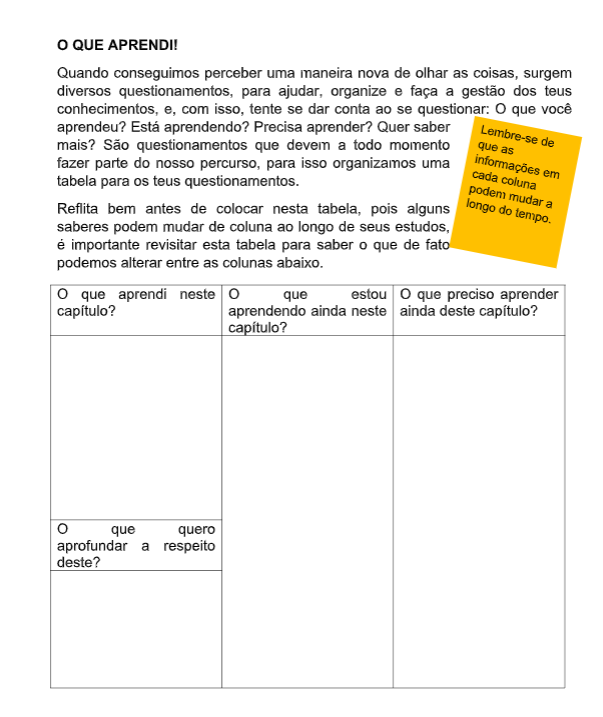 O QUE APRENDI!
Quando conseguimos perceber uma maneira nova de olhar as coisas, surgem
diversos questionamentos, para ajudar, organize e faça a gestão dos teus
conhecimentos, e, com isso, tente se dar conta ao se questionar: O que você
aprendeu? Está aprendendo? Precisa aprender? Quer saber
mais? São questionamentos que devem a todo momento
fazer parte do nosso percurso, para isso organizamos uma
tabela para os teus questionamentos.
Lembre-se de
que as
informações em
cada coluna
podem mudar a
longo do tempo.
Reflita bem antes de colocar nesta tabela, pois alguns
saberes podem mudar de coluna ao longo de seus estudos,
é importante revisitar esta tabela para saber o que de fato
podemos alterar entre as colunas abaixo.
O que aprendi neste
capítulo?
O que estou
aprendendo ainda neste
capítulo?
O que preciso aprender
ainda deste capítulo?
O que quero
aprofundar a respeito
deste?